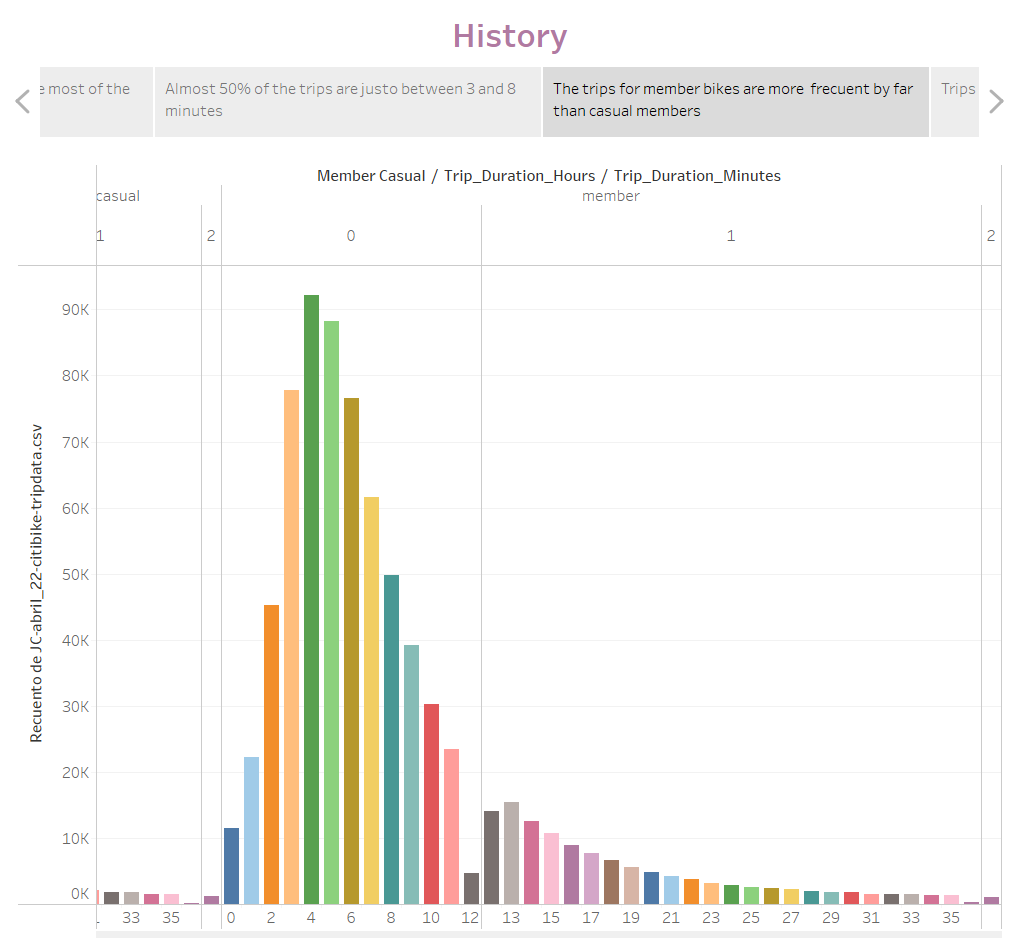 History
e most of the
Almost 50% of the trips are justo between 3 and 8
minutes
The trips for member bikes are more frecuent by far
than casual members
Trips
Member Casual / Trip_Duration_Hours / Trip_Duration_Minutes
casual
member
1
2
0
1
2
Recuento de JC-abril_22-citibike-tripdata.csv
90K
80K
70K
60K
50K
40K
30K
20K
10K
0K
33 35 0 2 4 6 8 10 12 13 15 17 19 21 23 25 27 29 31 33 35